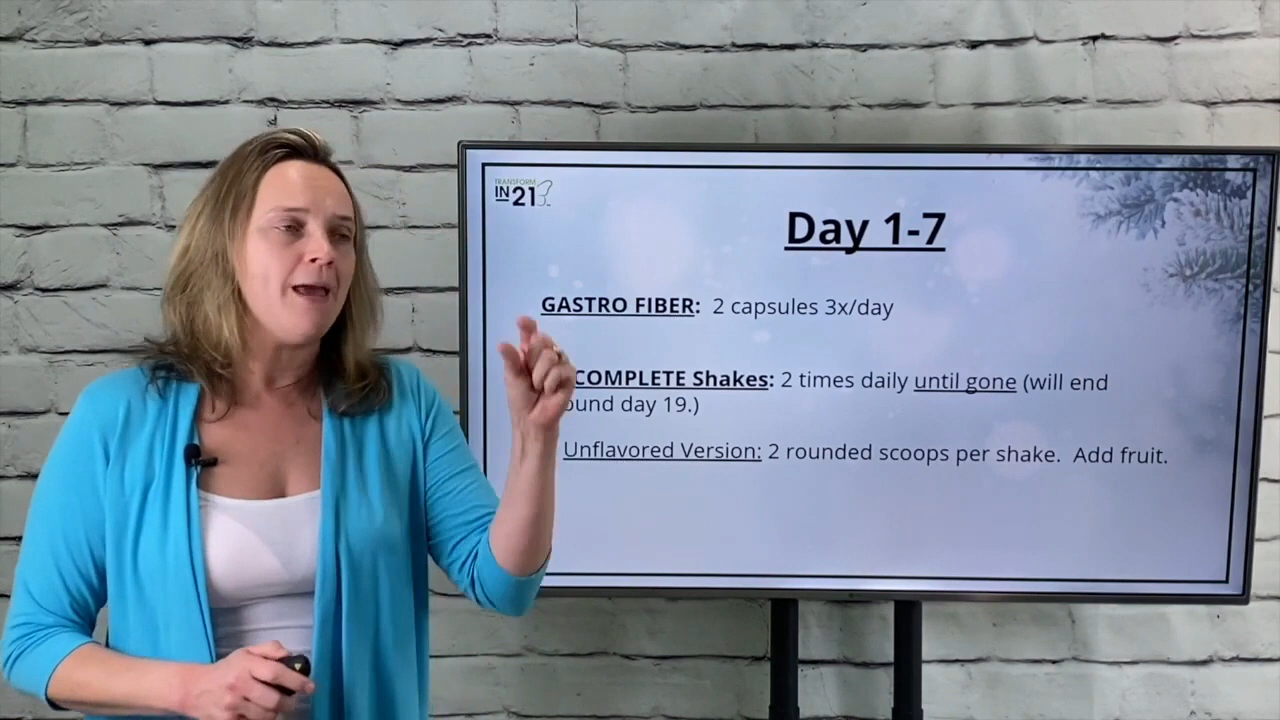 TRANSFORM
IN 21
Day 1-7
GASTRO FIBER: 2 capsules 3x/day
COMPLETE Shakes: 2 times daily until gone (will end
ound day 19.)
Unflavored Version: 2 rounded scoops per shake. Add fruit.